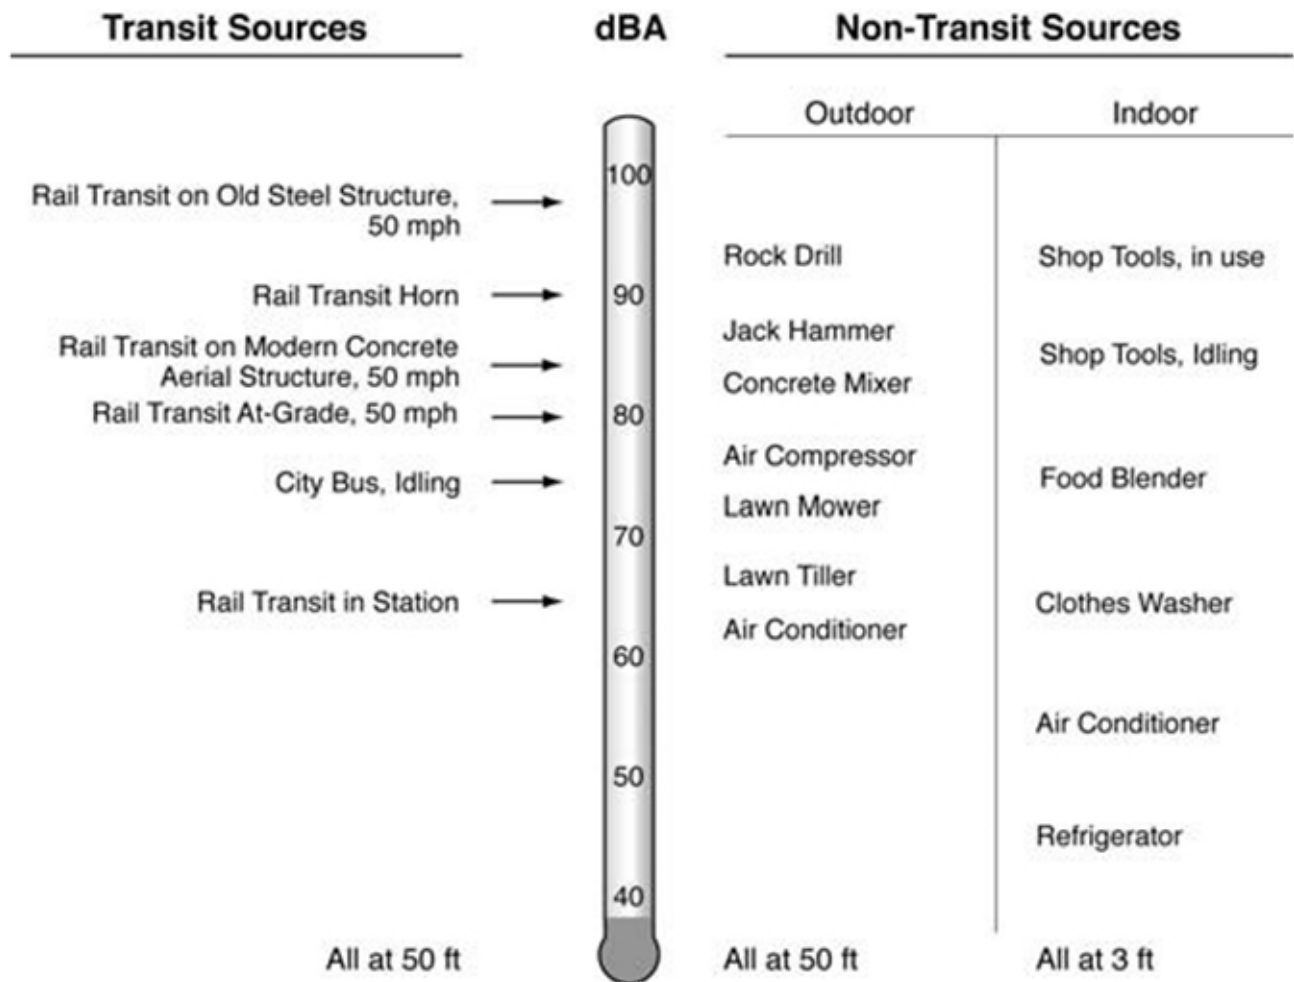 Transit Sources
dBA
Non-Transit Sources
Outdoor
Indoor
Rail Transit on Old Steel Structure,
50 mph
Rail Transit Horn
Rail Transit on Modern Concrete
Aerial Structure, 50 mph
Rail Transit At-Grade, 50 mph
City Bus, Idling
Rail Transit in Station
All at 50 ft
100
90
80
70
60
50
40
Rock Drill
Jack Hammer
Concrete Mixer
Air Compressor
Lawn Mower
Lawn Tiller
Air Conditioner
All at 50 ft
Shop Tools, in use
Shop Tools, Idling
Food Blender
Clothes Washer
Air Conditioner
Refrigerator
All at 3 ft